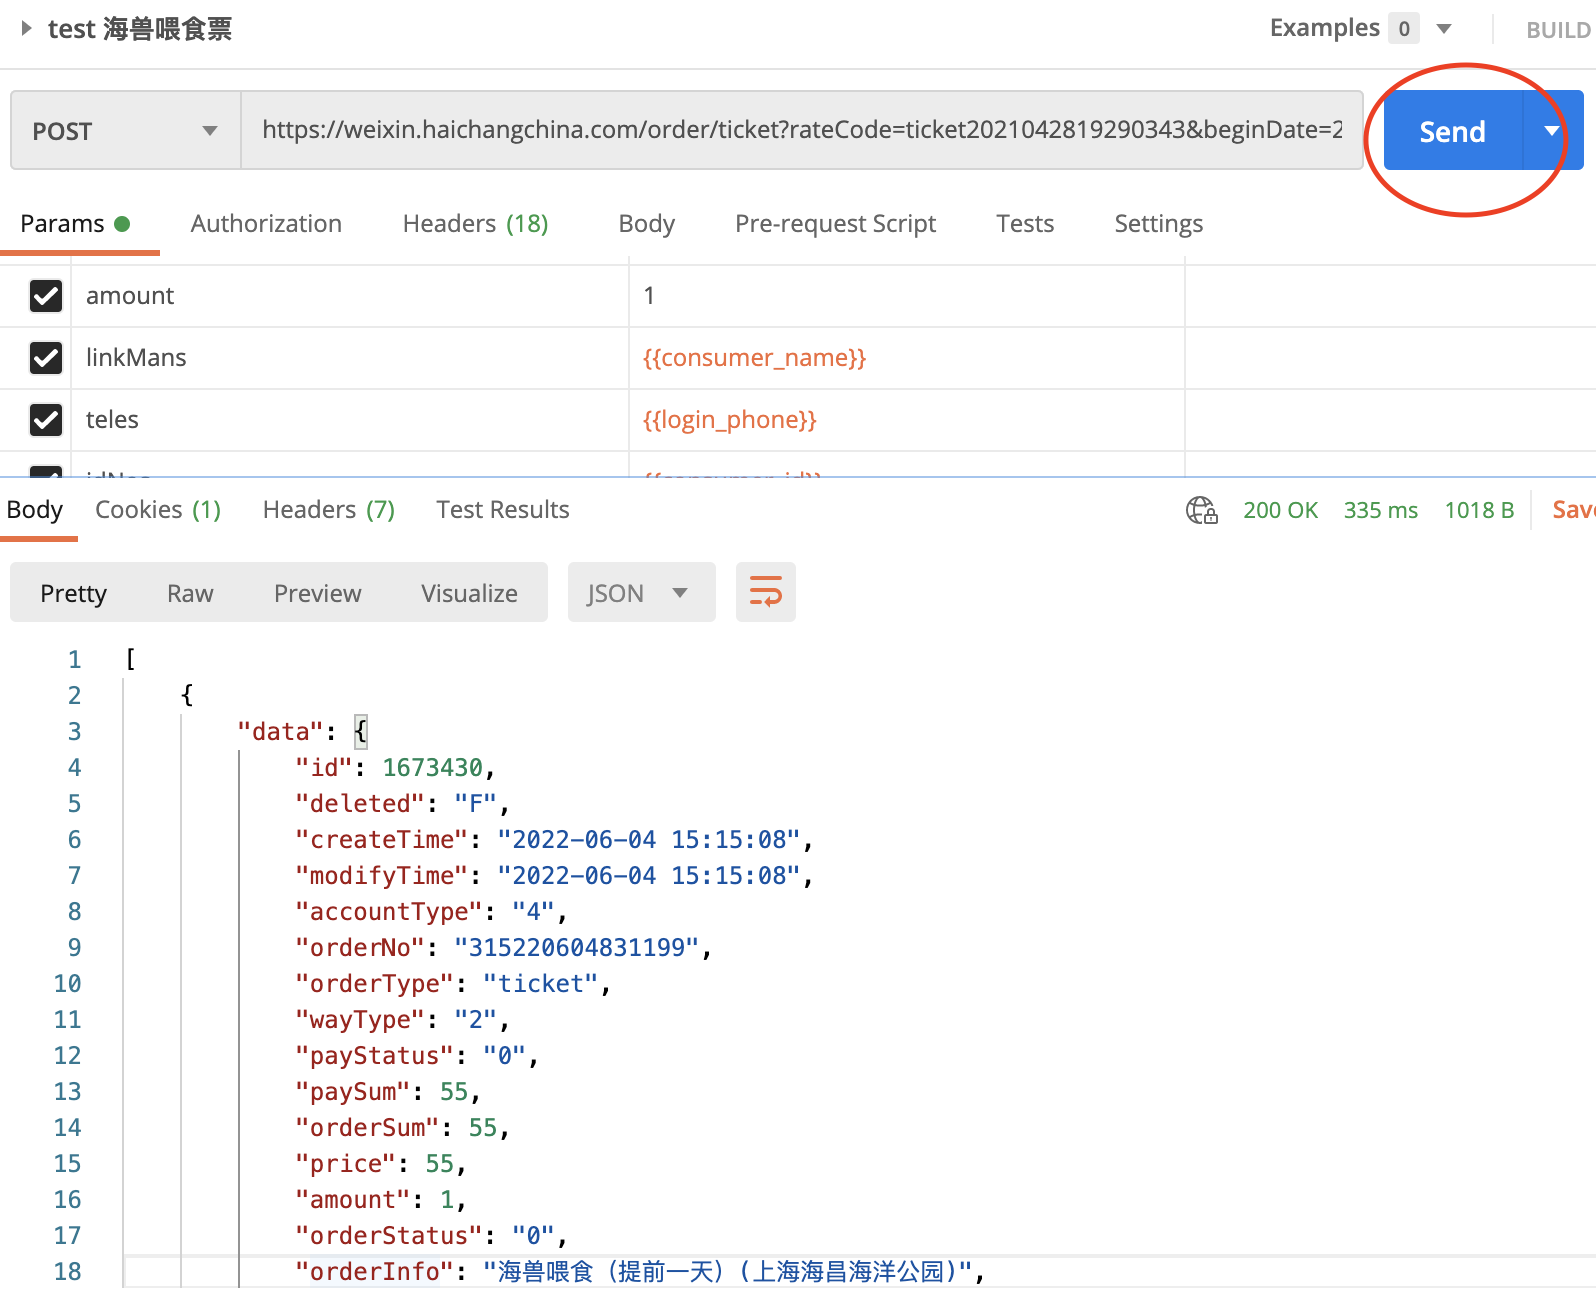 test 海兽喂食票
Examples 0
BUILD
POST
https://weixin.haichangchina.com/order/ticket?rateCode=ticket2021042819290343&beginDate=2
Send
Params
Authorization
Headers (18)
Body
Pre-request Script
Tests
Settings
amount 1
linkMans {{consumer_name}}
teles {{login_phone}}
Body
Cookies (1)
Headers (7)
Test Results
200 OK
335 ms
1018 B
Save
Pretty
Raw
Preview
Visualize
JSON
1 [
2 {
3 "data": {
4 "id": 1673430,
5 "deleted": "F",
6 "createTime": "2022-06-04 15:15:08",
7 "modifyTime": "2022-06-04 15:15:08",
8 "accountType": "4",
9 "orderNo": "315220604831199",
10 "orderType": "ticket",
11 "wayType": "2",
12 "payStatus": "0",
13 "paySum": 55,
14 "orderSum": 55,
15 "price": 55,
16 "amount": 1,
17 "orderStatus": "0",
18 "orderInfo": "海兽喂食（提前一天）(上海海昌海洋公园)",